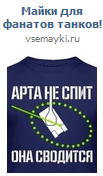 Майки для
фанатов танков!
vsemayki.ru
АРТА НЕ СПИТ
ОНА СВОДИТСЯ